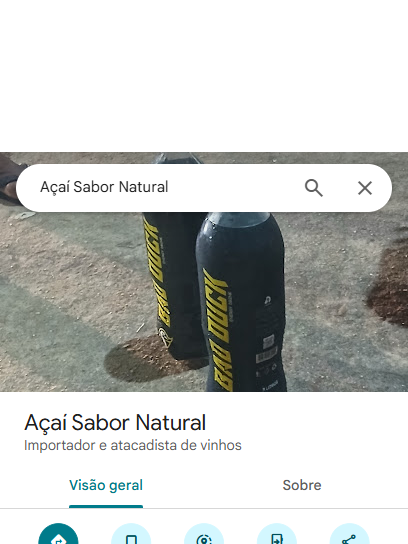 Açaí Sabor Natural
BAD DUCK
BAD DUCK
Açaí Sabor Natural
Importador e atacadista de vinhos
Visão geral
Sobre